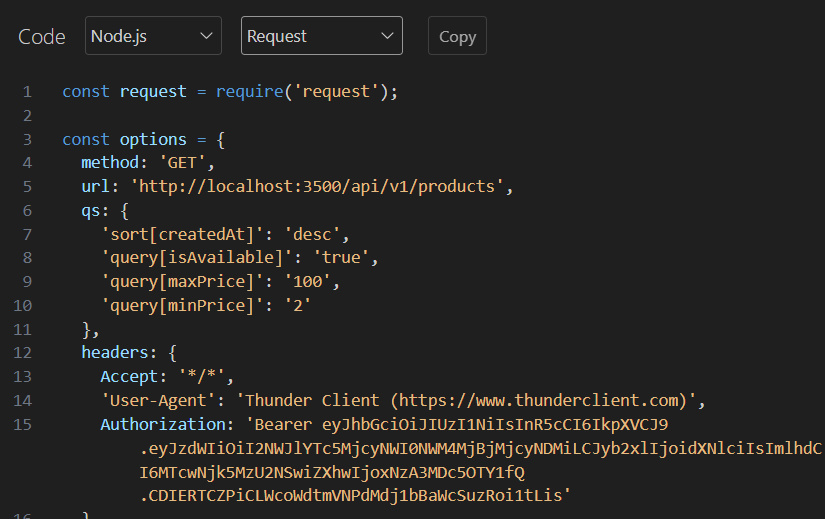 Code Node.js Request Copy
1 const request = require('request');
2
3 const options = {
4 method: 'GET',
5 url: 'http://localhost:3500/api/v1/products',
6 qs: {
7 'sort[createdAt]': 'desc',
8 'query[isAvailable]': 'true',
9 'query[maxPrice]': '100',
10 'query[minPrice]': '2'
11 },
12 headers: {
13 Accept: '*/*',
14 'User-Agent': 'Thunder Client (https://www.thunderclient.com)',
15 Authorization: 'Bearer eyJhbGciOiJIUzI1NiIsInR5cCI6IkpXVCJ9
.eyJzdWIiOiI2NWJlYTc5MjcyNWI0NWM4MjBjMjcyNDMiLCJyb2xlIjoidXNlciIsImlhdC
I6MTcwNjk5MzU2NSwiZXhwIjoxNzA3MDc5OTY1fQ
.CDIERTCZPiCLWcoWdtmVNPdMdj1bBaWcSuzRoi1tLis'
16 }